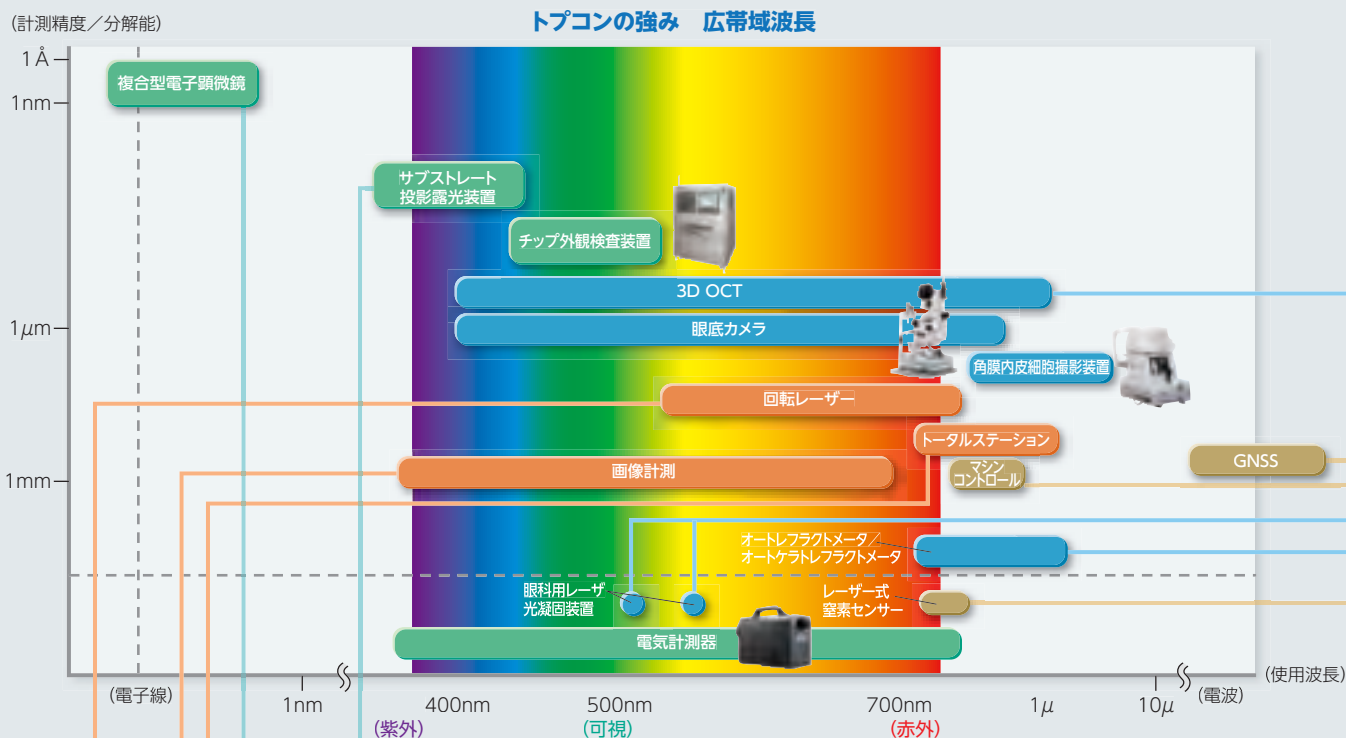 トプコンの強み 広帯域波長
(計測精度／分解能)
1Å
1nm
1μm
1mm
複合型電子顕微鏡
サブストレート
投影露光装置
チップ外観検査装置
3D OCT
眼底カメラ
角膜内皮細胞撮影装置
回転レーザー
トータルステーション
画像計測
マシン
コントロール
GNSS
オートレフラクトメータ／
オートケラトレフラクトメータ
眼科用レーザ
光凝固装置
レーザー式
窒素センサー
電気計測器
(使用波長)
(電子線)
1nm
400nm
500nm
700nm
1μ
10μ
(電波)
(紫外)
(可視)
(赤外)